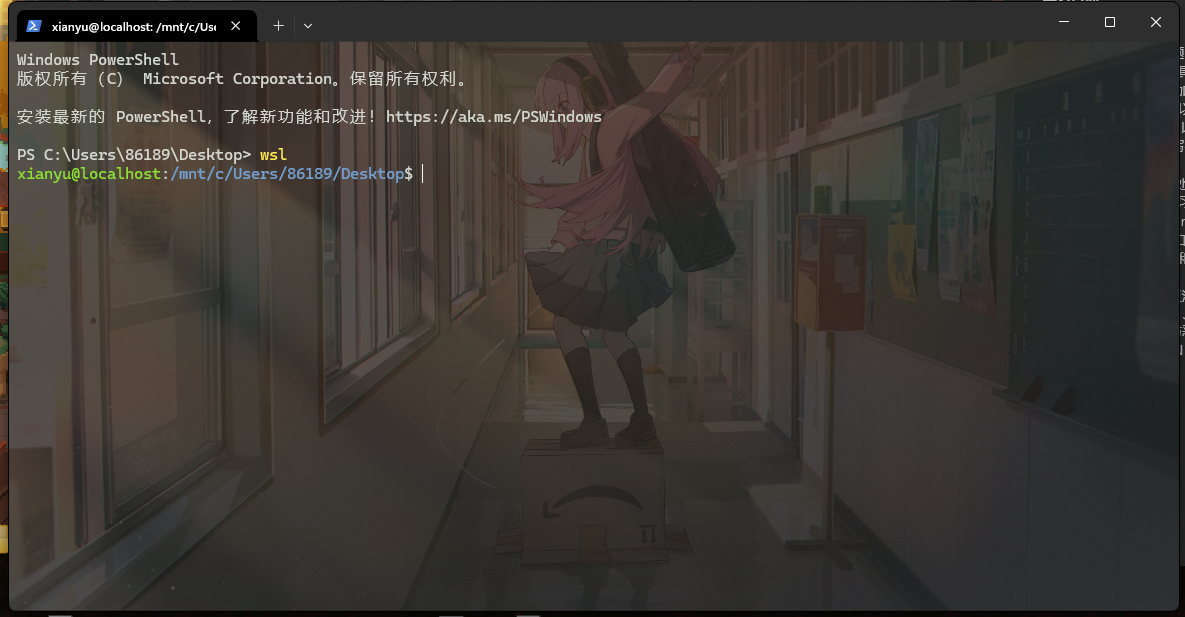 xianyu@localhost: /mnt/c/Use
Windows PowerShell
版权所有（C） Microsoft Corporation。保留所有权利。
安装最新的 PowerShell，了解新功能和改进！https://aka.ms/PSWindows
PS C:\Users\86189\Desktop> wsl
xianyu@localhost:/mnt/c/Users/86189/Desktop$